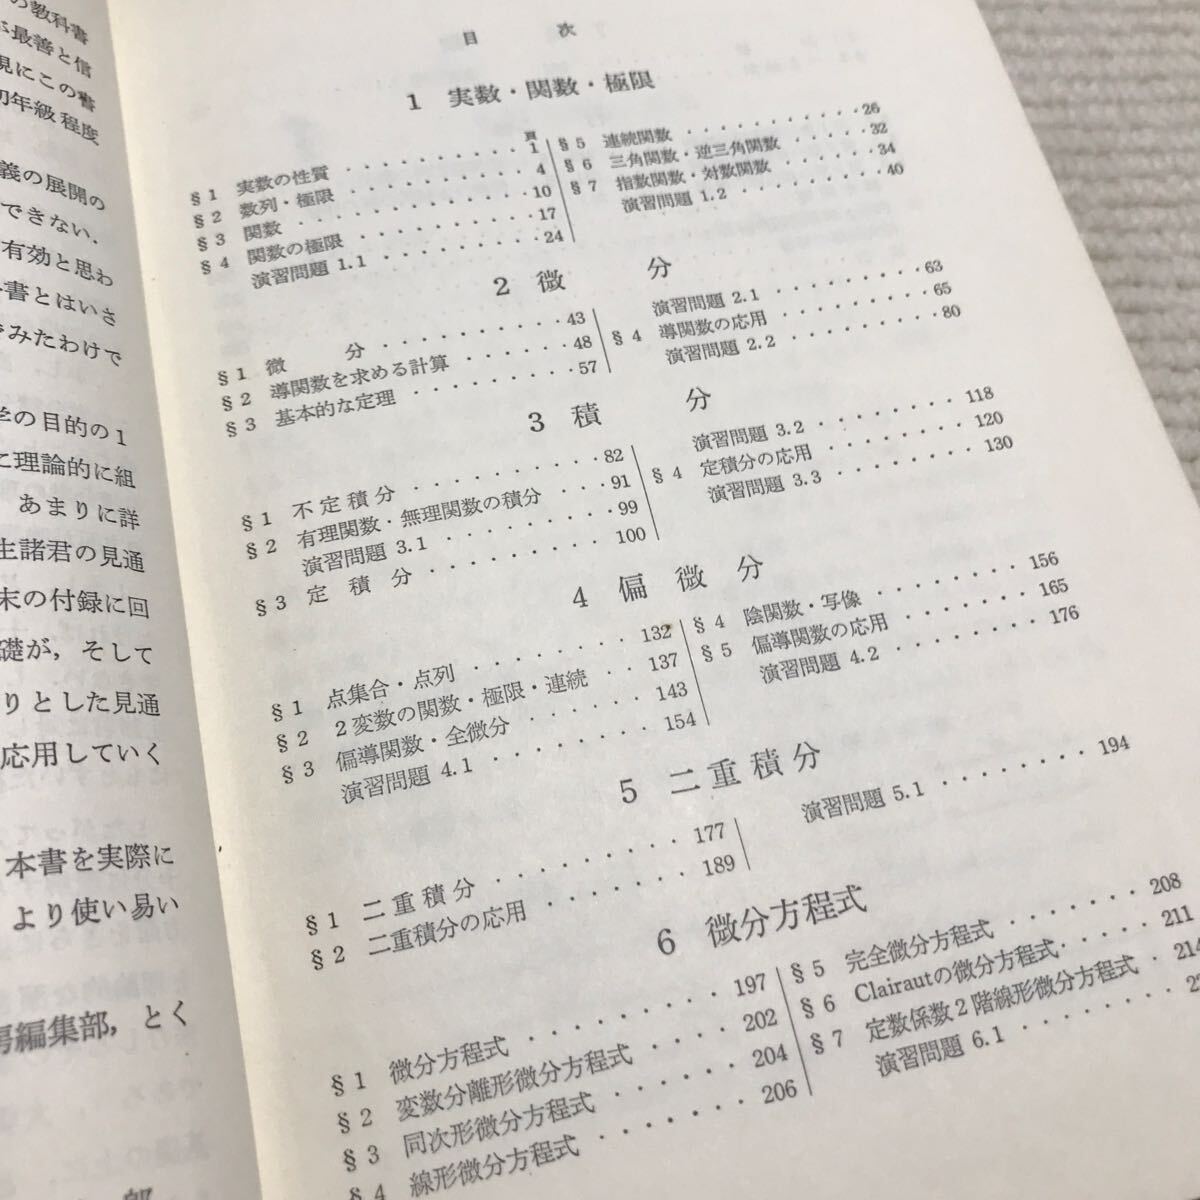 の教科書
が最善と信
現にこの書
初年級程度
義の展開の
できない．
有効と思わ
書とはいさ
みたわけで
学の目的の1
に理論的に組
あまりに詳
生諸君の見通
末の付録に回
礎が，そして
りとした見通
応用していく
本書を実際に
より使い易い
房編集部，とく
目　次
1　実数・関数・極限
頁
§1　実数の性質 ・・・・・・・・・ 1
§2　数列・極限 ・・・・・・・・・ 4
§3　関数 ・・・・・・・・・・・・ 10
§4　関数の極限 ・・・・・・・・・ 17
演習問題 1.1 ・・・・・・・・ 24
§5　連続関数 ・・・・・・・・・・ 26
§6　三角関数・逆三角関数 ・・・・ 32
§7　指数関数・対数関数 ・・・・・ 34
演習問題 1.2 ・・・・・・・・ 40
2　微　分
§1　微　分 ・・・・・・・・・・ 43
§2　導関数を求める計算 ・・・・・ 48
§3　基本的な定理 ・・・・・・・・ 57
演習問題 2.1 ・・・・・・・・ 63
§4　導関数の応用 ・・・・・・・・ 65
演習問題 2.2 ・・・・・・・・ 80
3　積　分
§1　不定積分 ・・・・・・・・・ 82
§2　有理関数・無理関数の積分 ・・・ 91
演習問題 3.1 ・・・・・・・・ 99
§3　定積分 ・・・・・・・・・・ 100
演習問題 3.2 ・・・・・・・・ 118
§4　定積分の応用 ・・・・・・・ 120
演習問題 3.3 ・・・・・・・・ 130
4　偏微分
§1　点集合・点列 ・・・・・・・ 132
§2　2変数の関数・極限・連続 ・・ 137
§3　偏導関数・全微分 ・・・・・・ 143
演習問題 4.1 ・・・・・・・・ 154
§4　陰関数・写像 ・・・・・・・ 156
§5　偏導関数の応用 ・・・・・・ 165
演習問題 4.2 ・・・・・・・・ 176
5　二重積分
§1　二重積分 ・・・・・・・・・ 177
§2　二重積分の応用 ・・・・・・ 189
演習問題 5.1 ・・・・・・・・ 194
6　微分方程式
§1　微分方程式 ・・・・・・・・ 197
§2　変数分離形微分方程式 ・・・・ 202
§3　同次形微分方程式 ・・・・・・ 204
§4　線形微分方程式 ・・・・・・・ 206
§5　完全微分方程式 ・・・・・・・ 208
§6　Clairautの微分方程式 ・・・・・ 211
§7　定数係数2階線形微分方程式 ・ 214
演習問題 6.1 ・・・・・・・・